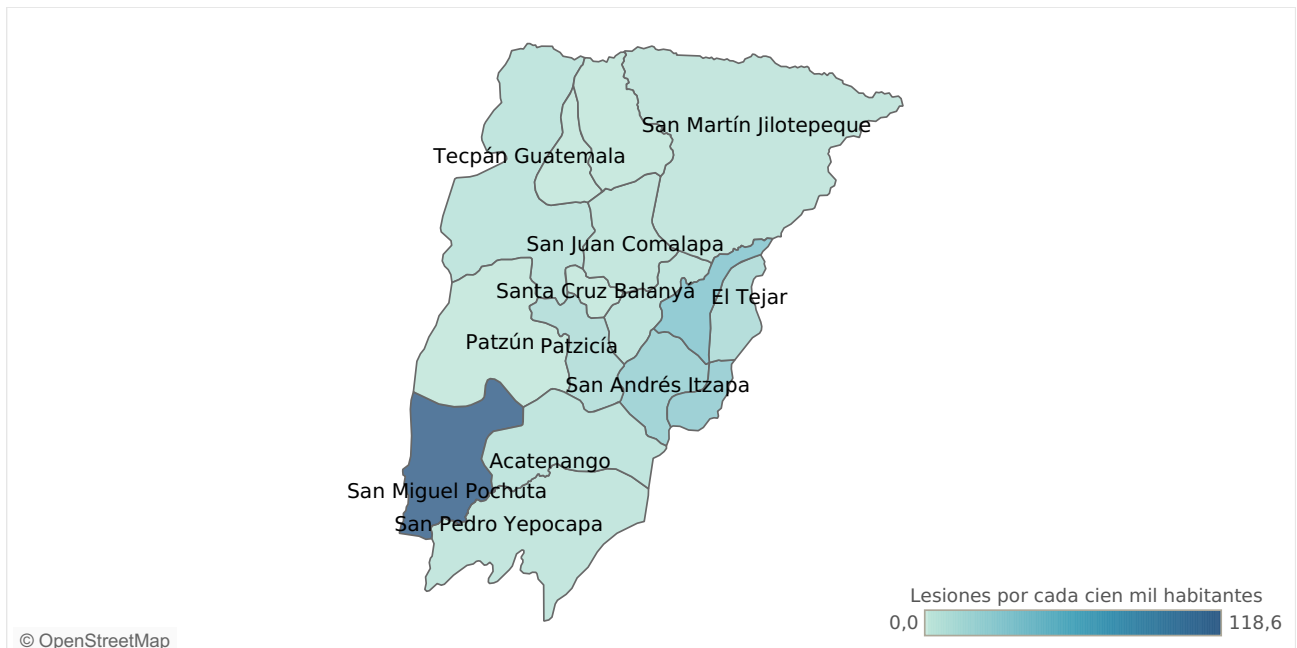 San Martín Jilotepeque
Tecpán Guatemala
San Juan Comalapa
Santa Cruz Balanyá
El Tejar
Patzún
Patzicía
San Andrés Itzapa
Acatenango
San Miguel Pochuta
San Pedro Yepocapa
Lesiones por cada cien mil habitantes
0,0
118,6
© OpenStreetMap